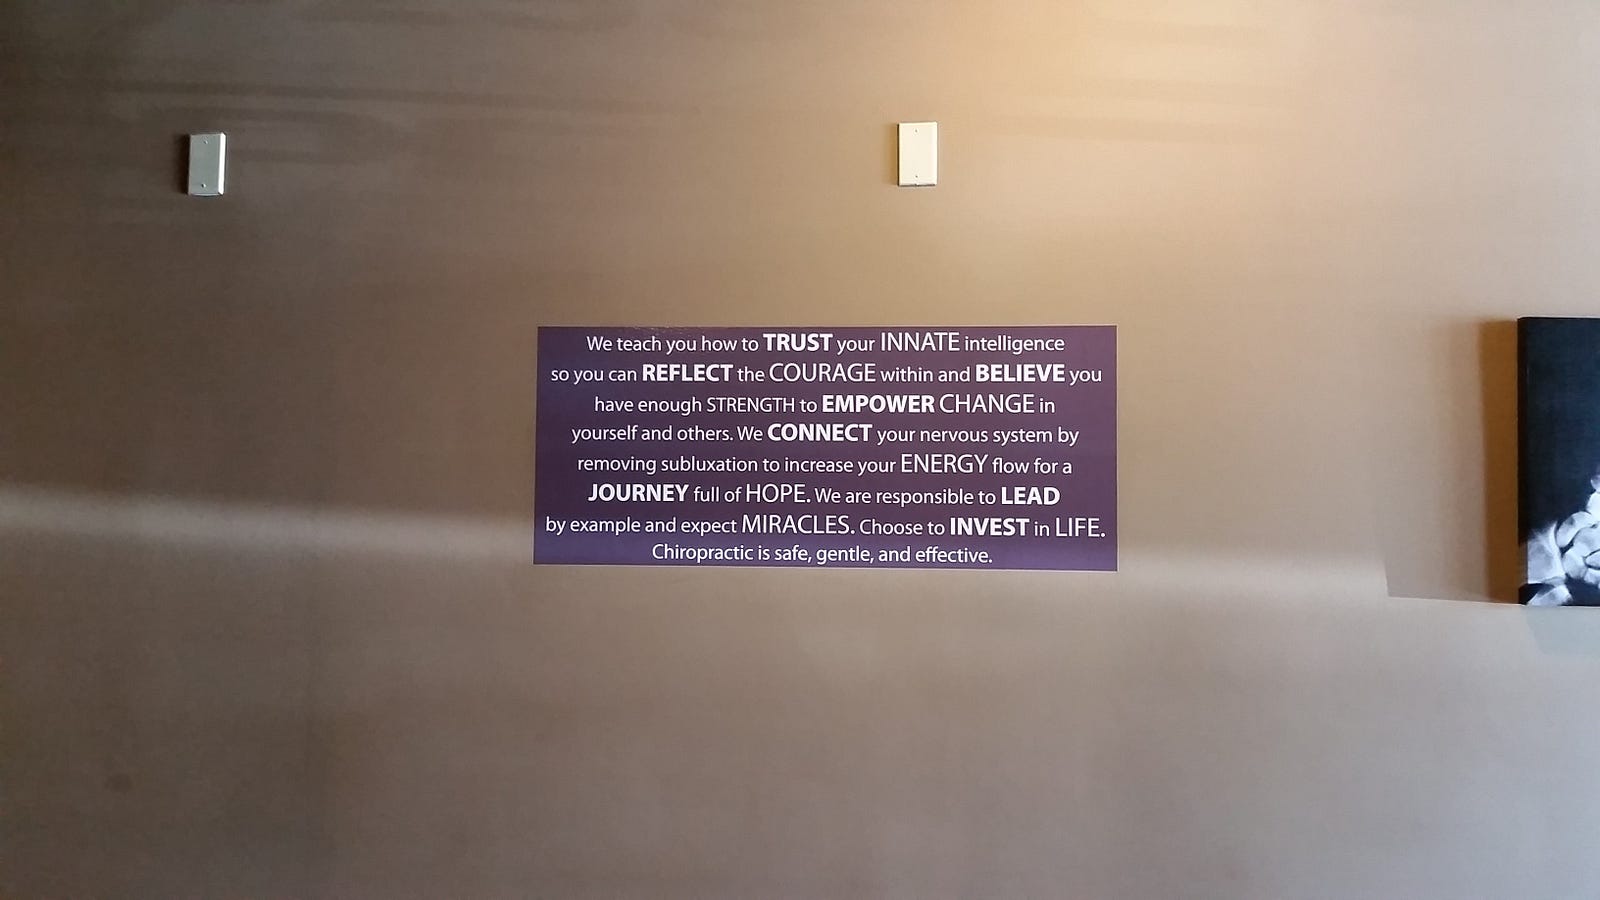 We teach you how to TRUST your INNATE intelligence
so you can REFLECT the COURAGE within and BELIEVE you
have enough STRENGTH to EMPOWER CHANGE in
yourself and others. We CONNECT your nervous system by
removing subluxation to increase your ENERGY flow for a
JOURNEY full of HOPE. We are responsible to LEAD
by example and expect MIRACLES. Choose to INVEST in LIFE.
Chiropractic is safe, gentle, and effective.